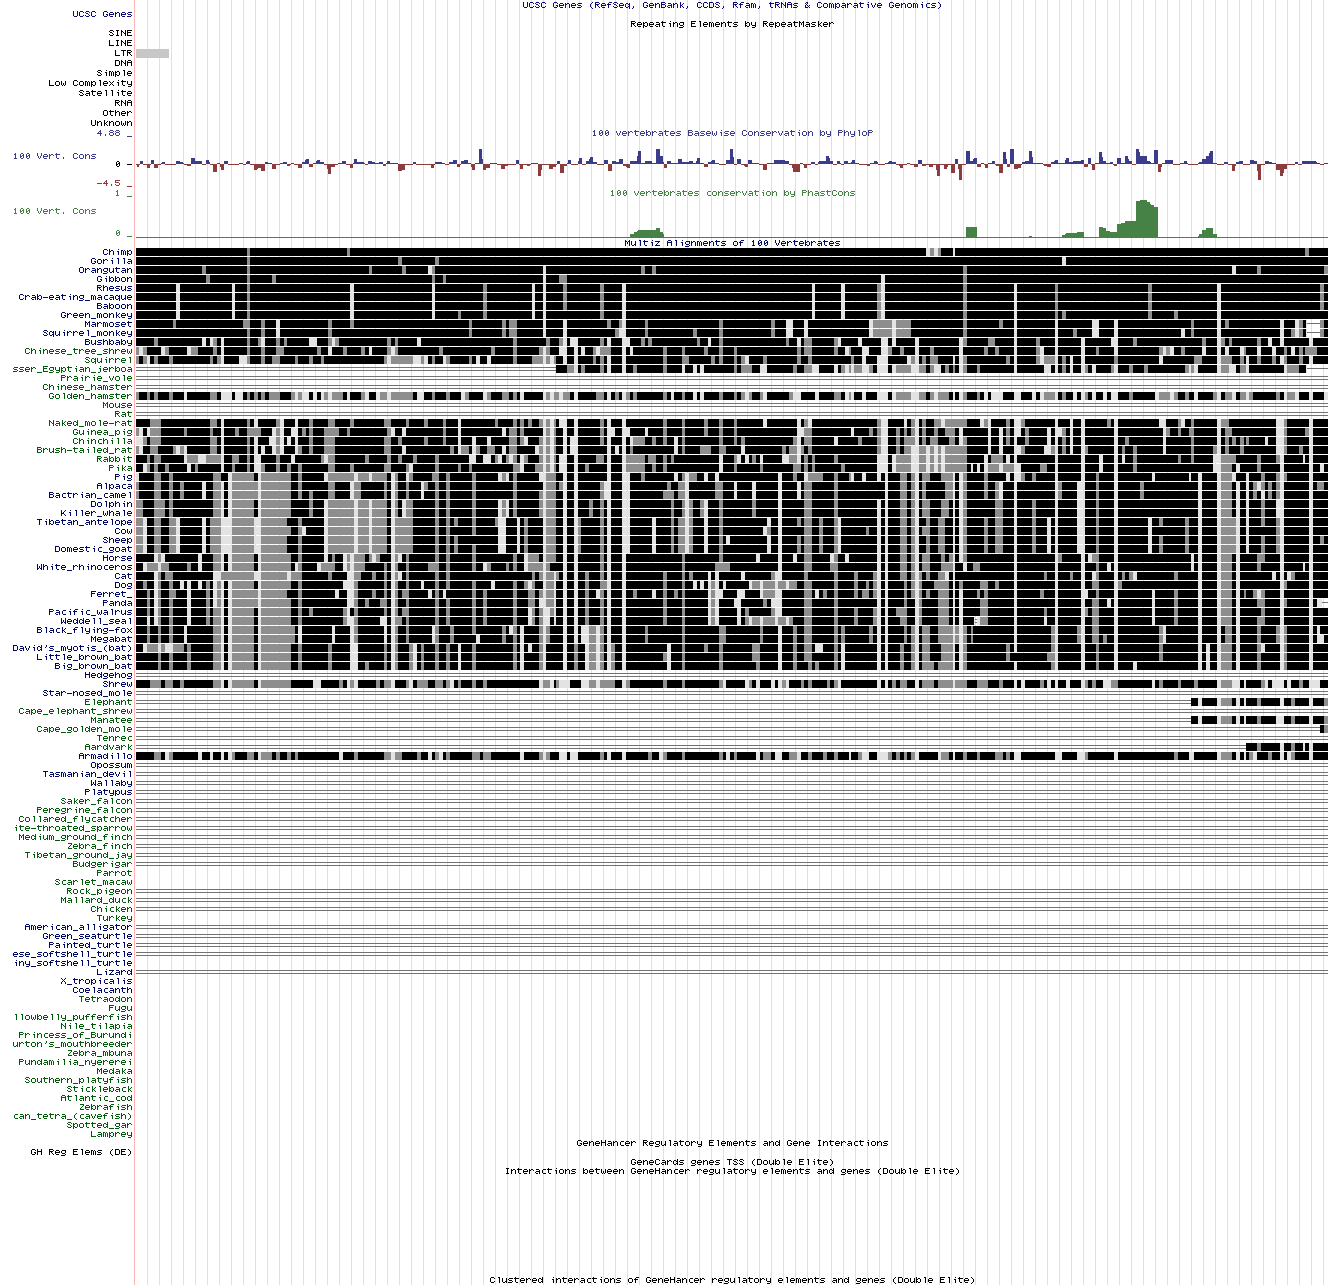 UCSC Genes (RefSeq, GenBank, CCDS, Rfam, tRNAs & Comparative Genomics)
UCSC Genes
Repeating Elements by RepeatMasker
SINE
LINE
LTR
DNA
Simple
Low Complexity
Satellite
RNA
Other
Unknown
100 vertebrates Basewise Conservation by PhyloP
4.88 _
100 Vert. Cons
0 _
-4.5 _
100 vertebrates conservation by PhastCons
1 _
100 Vert. Cons
0 _
Multiz Alignments of 100 Vertebrates
Chimp
Gorilla
Orangutan
Gibbon
Rhesus
Crab-eating_macaque
Baboon
Green_monkey
Marmoset
Squirrel_monkey
Bushbaby
Chinese_tree_shrew
Squirrel
sser_Egyptian_jerboa
Prairie_vole
Chinese_hamster
Golden_hamster
Mouse
Rat
Naked_mole-rat
Guinea_pig
Chinchilla
Brush-tailed_rat
Rabbit
Pika
Pig
Alpaca
Bactrian_camel
Dolphin
Killer_whale
Tibetan_antelope
Cow
Sheep
Domestic_goat
Horse
White_rhinoceros
Cat
Dog
Ferret_
Panda
Pacific_walrus
Weddell_seal
Black_flying-fox
Megabat
David's_myotis_(bat)
Little_brown_bat
Big_brown_bat
Hedgehog
Shrew
Star-nosed_mole
Elephant
Cape_elephant_shrew
Manatee
Cape_golden_mole
Tenrec
Aardvark
Armadillo
Opossum
Tasmanian_devil
Wallaby
Platypus
Saker_falcon
Peregrine_falcon
Collared_flycatcher
ite-throated_sparrow
Medium_ground_finch
Zebra_finch
Tibetan_ground_jay
Budgerigar
Parrot
Scarlet_macaw
Rock_pigeon
Mallard_duck
Chicken
Turkey
American_alligator
Green_seaturtle
Painted_turtle
ese_softshell_turtle
iny_softshell_turtle
Lizard
X_tropicalis
Coelacanth
Tetraodon
Fugu
llowbelly_pufferfish
Nile_tilapia
Princess_of_Burundi
urton's_mouthbreeder
Zebra_mbuna
Pundamilia_nyererei
Medaka
Southern_platyfish
Stickleback
Atlantic_cod
Zebrafish
can_tetra_(cavefish)
Spotted_gar
Lamprey
GeneHancer Regulatory Elements and Gene Interactions
GH Reg Elems (DE)
GeneCards genes TSS (Double Elite)
Interactions between GeneHancer regulatory elements and genes (Double Elite)
Clustered interactions of GeneHancer regulatory elements and genes (Double Elite)